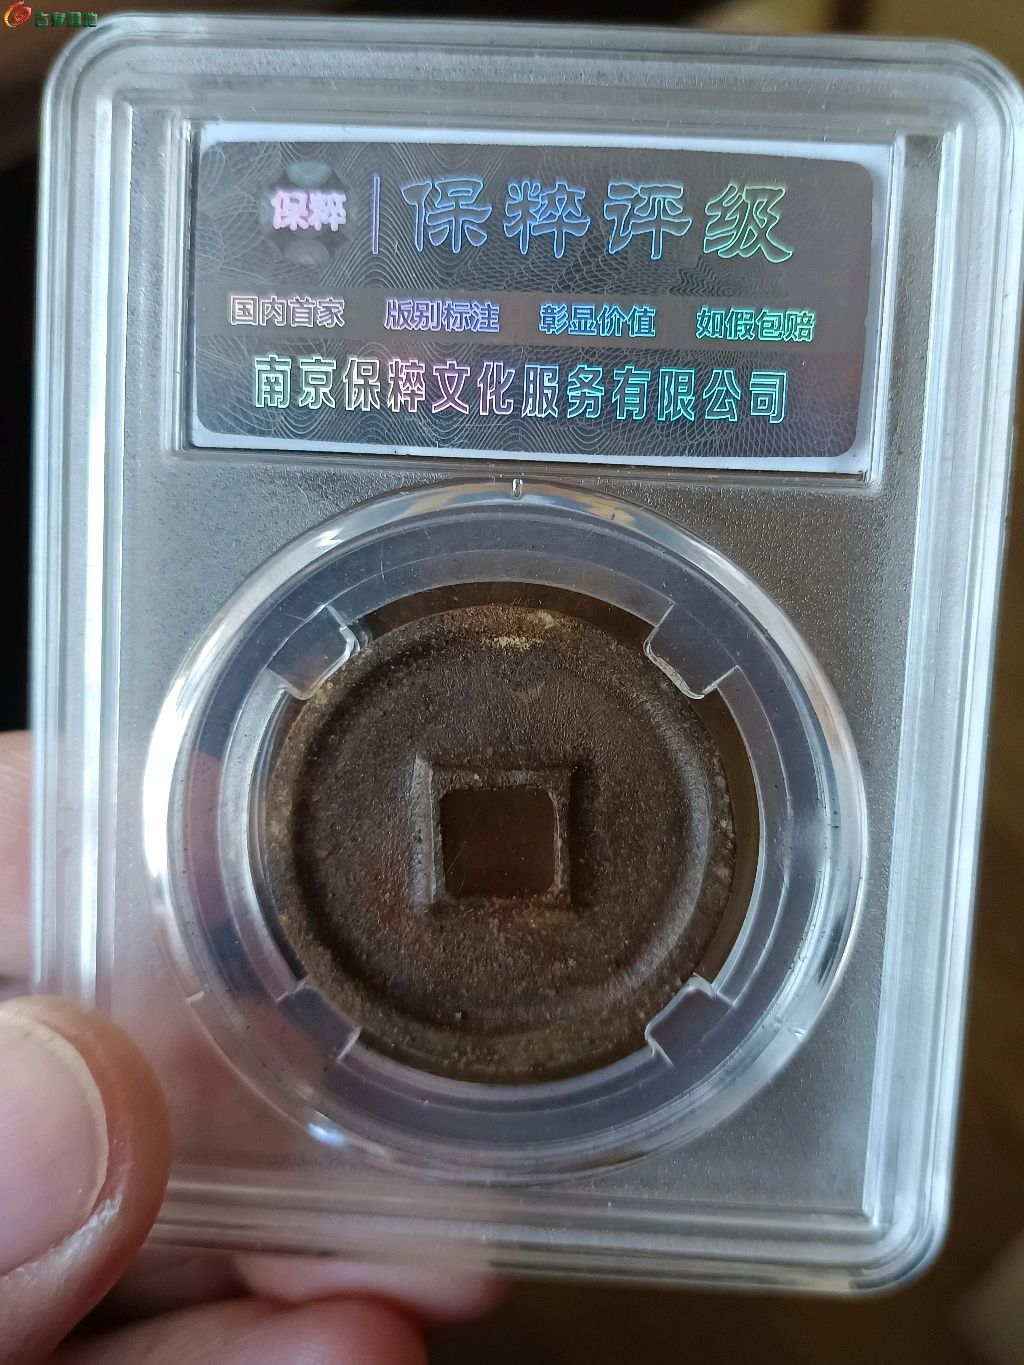 古泉园地
保粹 保粹评级
国内首家 版别标注 彰显价值 如假包赔
南京保粹文化服务有限公司